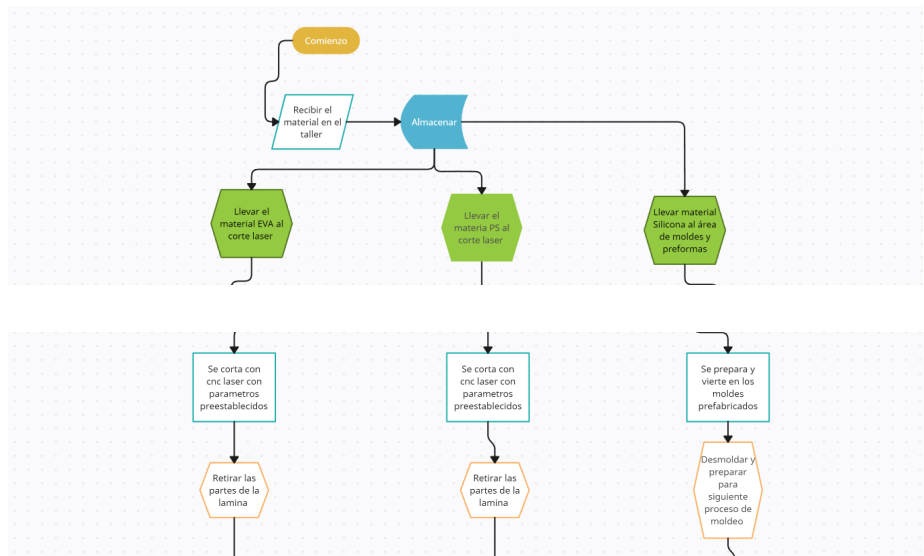 Comienzo
Recibir el
material en el
taller
Almacenar
Llevar el
material EVA al
corte laser
Llevar el
materia PS al
corte laser
Llevar material
Silicona al área
de moldes y
preformas
Se corta con
cnc laser con
parametros
preestablecidos
Se corta con
cnc laser con
parametros
preestablecidos
Se prepara y
vierte en los
moldes
prefabricados
Retirar las
partes de la
lamina
Retirar las
partes de la
lamina
Desmoldar y
preparar
para
siguiente
proceso de
moldeo